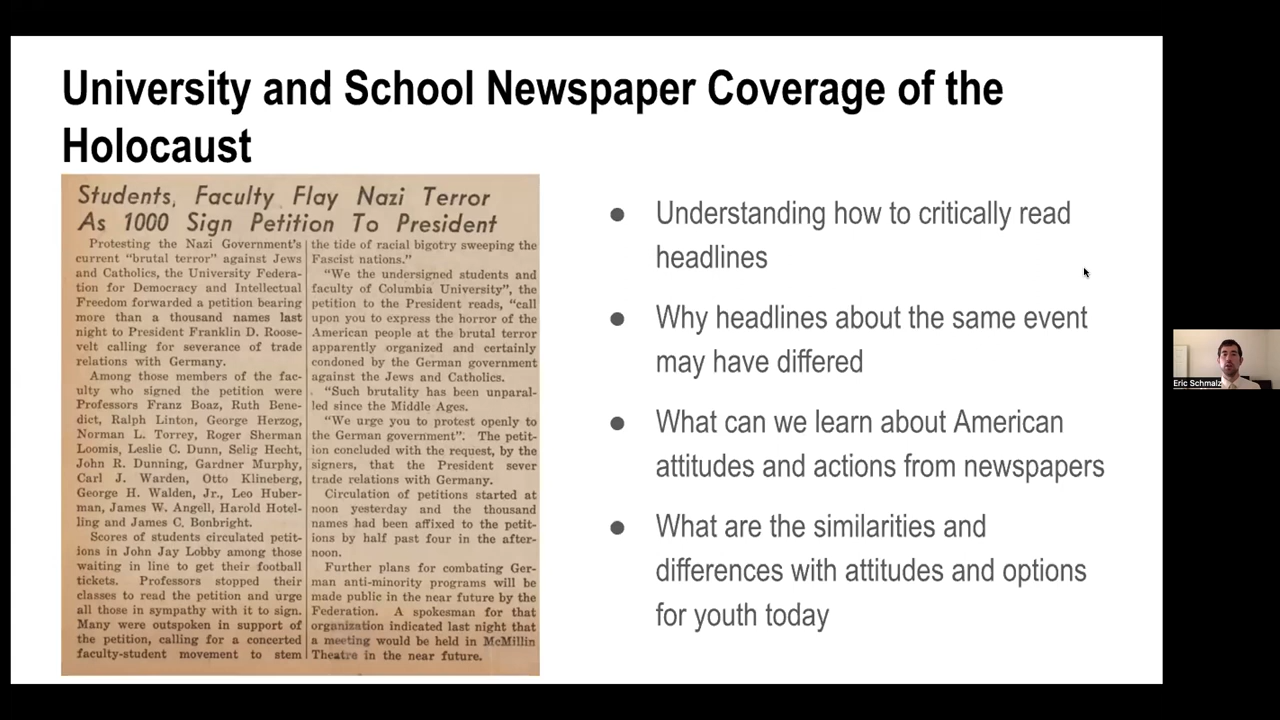 University and School Newspaper Coverage of the
Holocaust
Students, Faculty Flay Nazi Terror
As 1000 Sign Petition To President
Protesting the Nazi Government's
current "brutal terror" against Jews
and Catholics, the University Federa-
tion for Democracy and Intellectual
Freedom forwarded a petition bearing
more than a thousand names last
night to President Franklin D. Roose-
velt calling for severance of trade
relations with Germany.
Among those members of the fac-
ulty who signed the petition were
Professors Franz Boaz, Ruth Bene-
dict, Ralph Linton, George Herzog,
Norman L. Torrey, Roger Sherman
Loomis, Leslie C. Dunn, Selig Hecht,
John R. Dunning, Gardner Murphy,
Carl J. Warden, Otto Klineberg,
George H. Walden, Jr., Leo Huber-
man, James W. Angell, Harold Hotel-
ling and James C. Bonbright.
Scores of students circulated petit-
ions in John Jay Lobby among those
waiting in line to get their football
tickets. Professors stopped their
classes to read the petition and urge
all those in sympathy with it to sign.
Many were outspoken in support of
the petition, calling for a concerted
faculty-student movement to stem
the tide of racial bigotry sweeping the
Fascist nations."
"We the undersigned students and
faculty of Columbia University", the
petition to the President reads, "call
upon you to express the horror of the
American people at the brutal terror
apparently organized and certainly
condoned by the German government
against the Jews and Catholics.
"Such brutality has been unparal-
led since the Middle Ages.
"We urge you to protest openly to
the German government". The petit-
ion concluded with the request, by the
signers, that the President sever
trade relations with Germany.
Circulation of petitions started at
noon yesterday and the thousand
names had been affixed to the petit-
ions by half past four in the after-
noon.
Further plans for combating Ger-
man anti-minority programs will be
made public in the near future by the
Federation. A spokesman for that
organization indicated last night that
a meeting would be held in McMillin
Theatre in the near future.
● Understanding how to critically read
headlines
● Why headlines about the same event
may have differed
● What can we learn about American
attitudes and actions from newspapers
● What are the similarities and
differences with attitudes and options
for youth today
Eric Schmalz